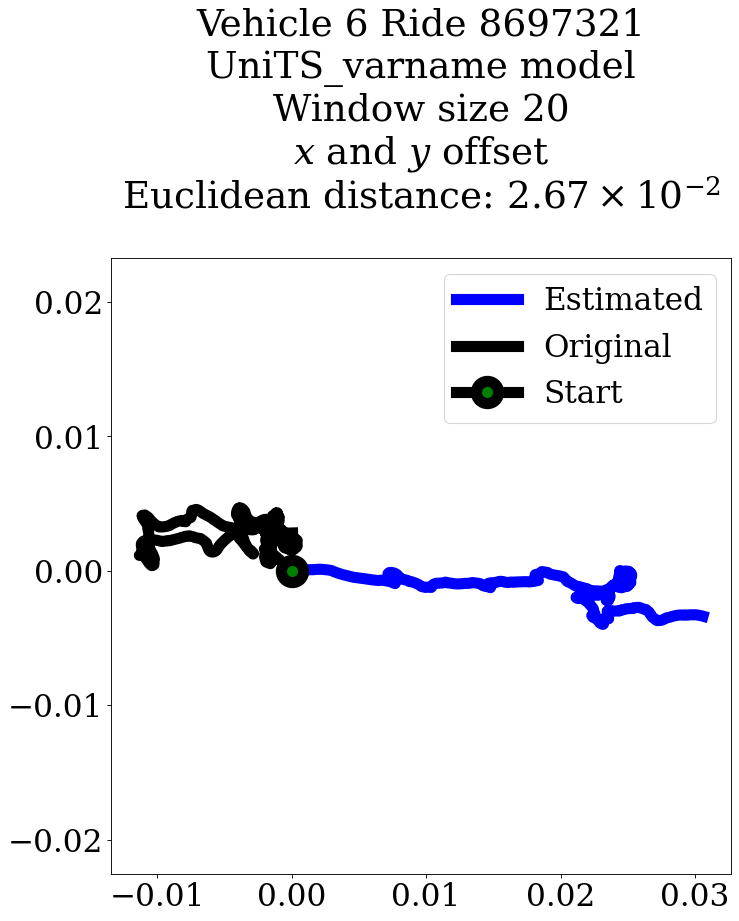 Vehicle 6 Ride 8697321
UniTS_varname model
Window size 20
x and y offset
Euclidean distance: 2.67 × 10⁻²
Estimated
Original
Start
0.02
0.01
0.00
−0.01
−0.02
−0.01 0.00 0.01 0.02 0.03